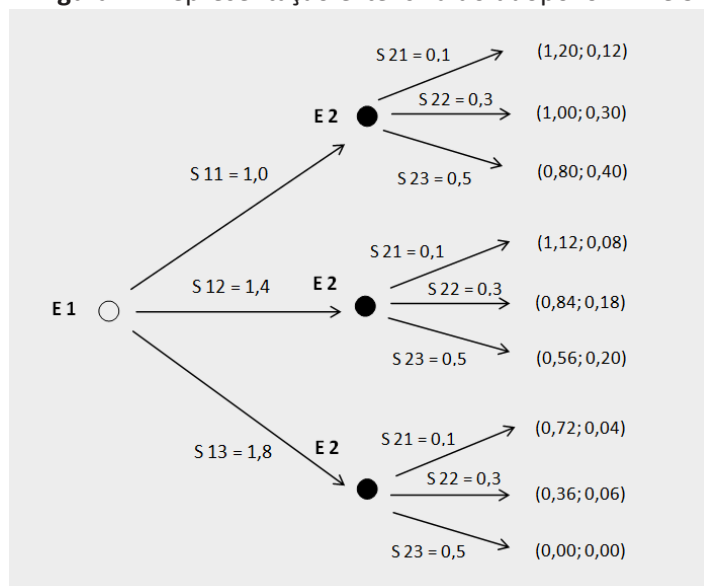 S 21 = 0,1
(1,20; 0,12)
E 2
S 22 = 0,3
(1,00; 0,30)
S 11 = 1,0
S 23 = 0,5
(0,80; 0,40)
S 21 = 0,1
(1,12; 0,08)
E 1
S 12 = 1,4
E 2
S 22 = 0,3
(0,84; 0,18)
S 23 = 0,5
(0,56; 0,20)
S 13 = 1,8
E 2
S 21 = 0,1
(0,72; 0,04)
S 22 = 0,3
(0,36; 0,06)
S 23 = 0,5
(0,00; 0,00)